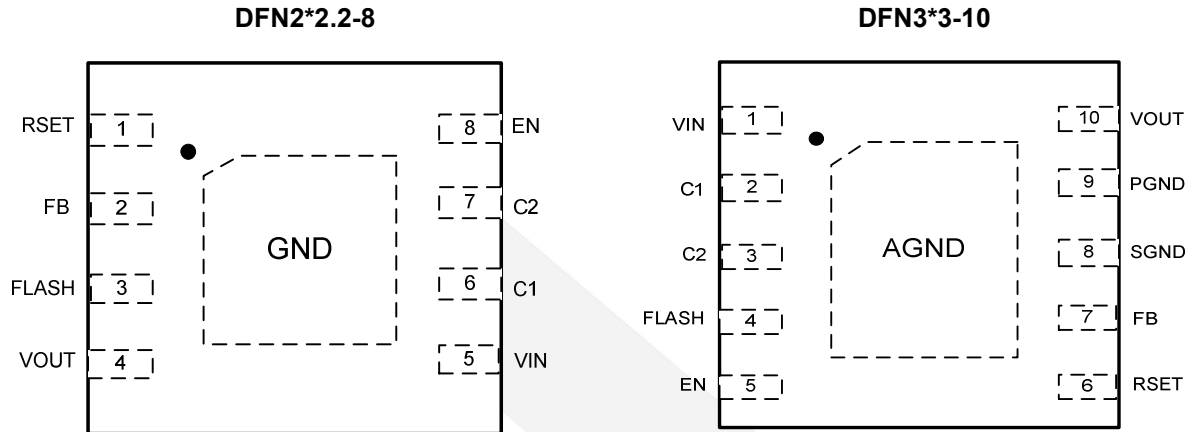 DFN2*2.2-8
RSET 1
FB 2
FLASH 3
VOUT 4
GND
8 EN
7 C2
6 C1
5 VIN
DFN3*3-10
VIN 1
C1 2
C2 3
FLASH 4
EN 5
AGND
10 VOUT
9 PGND
8 SGND
7 FB
6 RSET